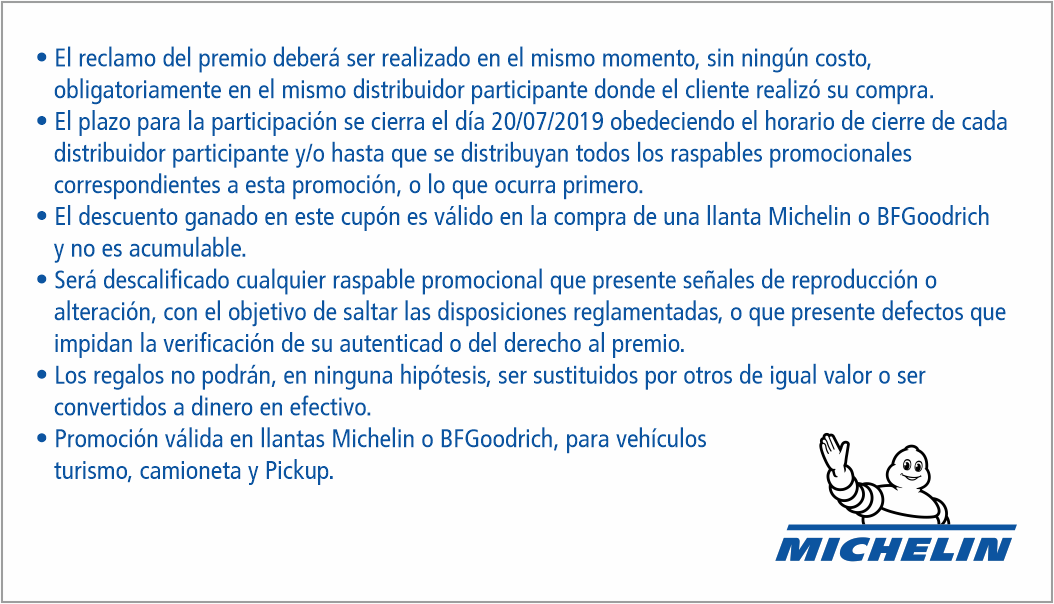 • El reclamo del premio deberá ser realizado en el mismo momento, sin ningún costo,
obligatoriamente en el mismo distribuidor participante donde el cliente realizó su compra.
• El plazo para la participación se cierra el día 20/07/2019 obedeciendo el horario de cierre de cada
distribuidor participante y/o hasta que se distribuyan todos los raspables promocionales
correspondientes a esta promoción, o lo que ocurra primero.
• El descuento ganado en este cupón es válido en la compra de una llanta Michelin o BFGoodrich
y no es acumulable.
• Será descalificado cualquier raspable promocional que presente señales de reproducción o
alteración, con el objetivo de saltar las disposiciones reglamentadas, o que presente defectos que
impidan la verificación de su autenticad o del derecho al premio.
• Los regalos no podrán, en ninguna hipótesis, ser sustituidos por otros de igual valor o ser
convertidos a dinero en efectivo.
• Promoción válida en llantas Michelin o BFGoodrich, para vehículos
turismo, camioneta y Pickup.
MICHELIN